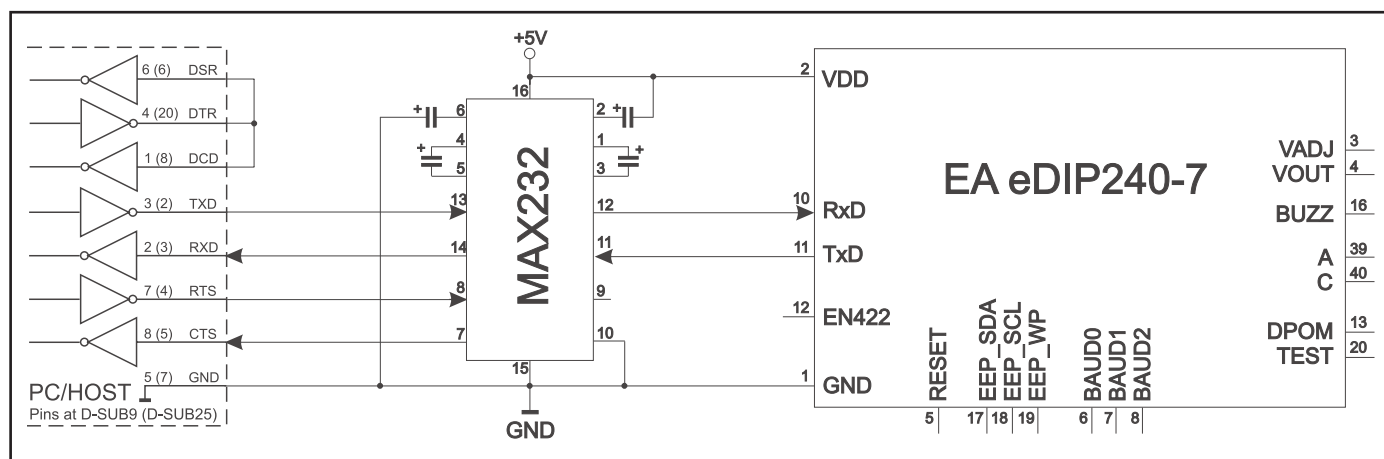 +5V
6 (6) DSR
4 (20) DTR
1 (8) DCD
3 (2) TXD
2 (3) RXD
7 (4) RTS
8 (5) CTS
5 (7) GND
PC/HOST
Pins at D-SUB9 (D-SUB25)
16
+ 6
2 +
+ 4
1 +
5
3
13
12
14
11
8
9
7
10
15
MAX232
GND
EA eDIP240-7
2 VDD
10 RxD
11 TxD
12 EN422
1 GND
VADJ 3
VOUT 4
BUZZ 16
A 39
C 40
DPOM 13
TEST 20
RESET
EEP_SDA
EEP_SCL
EEP_WP
BAUD0
BAUD1
BAUD2
5 17 18 19 6 7 8